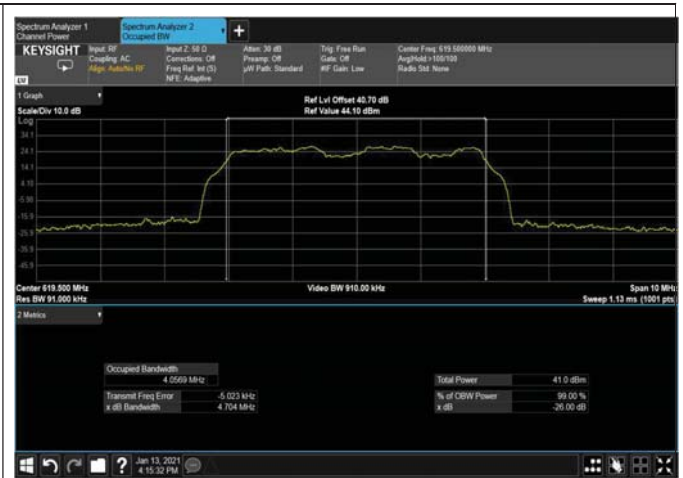 Spectrum Analyzer 1
Channel Power
Spectrum Analyzer 2
Occupied BW
+
KEYSIGHT
LXI
Input: RF
Coupling: AC
Align: Auto/No RF
Input Z: 50 Ω
Corrections: Off
Freq Ref: Int (S)
NFE: Adaptive
Atten: 30 dB
Preamp: Off
µW Path: Standard
Trig: Free Run
Gate: Off
#IF Gain: Low
Center Freq: 619.500000 MHz
Avg|Hold:>100/100
Radio Std: None
1 Graph
Scale/Div 10.0 dB
Ref Lvl Offset 40.70 dB
Ref Value 44.10 dBm
Log
34.1
24.1
14.1
4.10
-5.90
-15.9
-25.9
-35.9
-45.9
Center 619.500 MHz
Res BW 91.000 kHz
Video BW 910.00 kHz
Span 10 MHz
Sweep 1.13 ms (1001 pts)
2 Metrics
Occupied Bandwidth
4.0569 MHz
Transmit Freq Error -5.023 kHz
x dB Bandwidth 4.704 MHz
Total Power 41.0 dBm
% of OBW Power 99.00 %
x dB -26.00 dB
?
Jan 13, 2021
4:15:32 PM